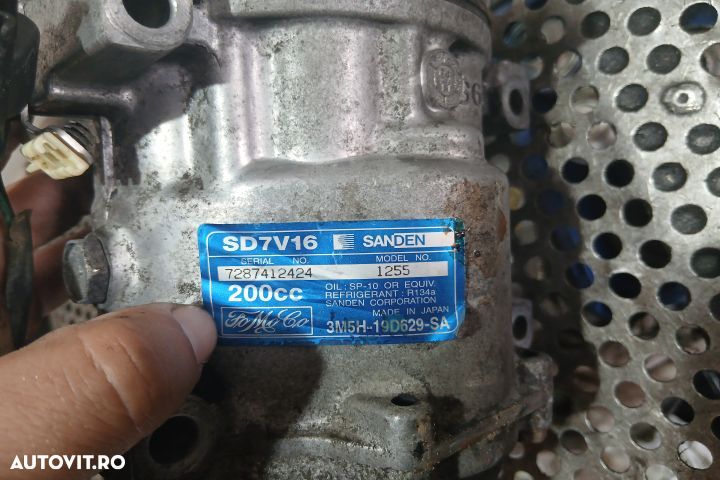 SD7V16 SANDEN
SERIAL NO. MODEL NO.
7287412424 1255
200cc OIL : SP-10 OR EQUIV.
REFRIGERANT : R134a
SANDEN CORPORATION
MADE IN JAPAN
FoMoCo 3M5H-19D629-SA
AUTOVIT.RO